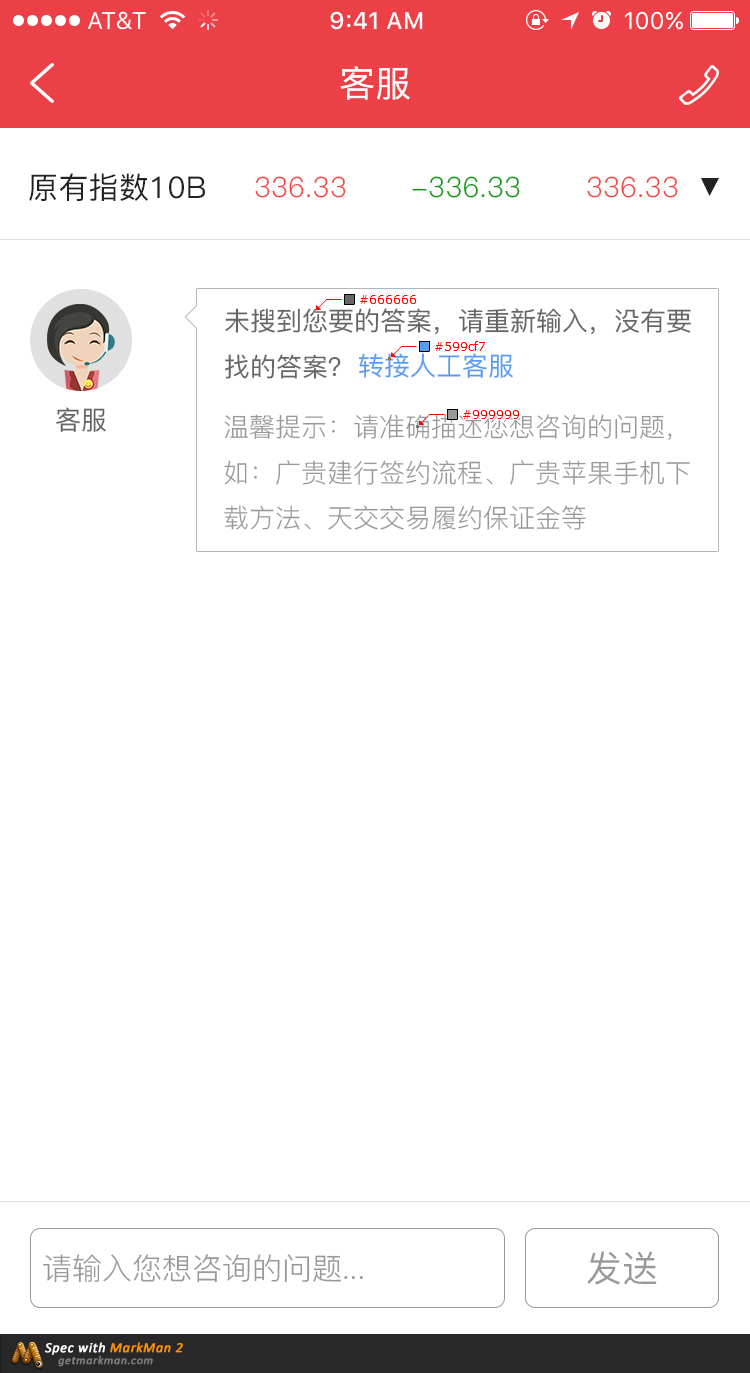 AT&T 9:41 AM 100%
客服
原有指数10B 336.33 -336.33 336.33 ▼
#666666
未搜到您要的答案，请重新输入，没有要
#599cf7
找的答案？转接人工客服
#999999
温馨提示：请准确描述您想咨询的问题，
如：广贵建行签约流程、广贵苹果手机下
载方法、天交交易履约保证金等
客服
请输入您想咨询的问题...
发送
Spec with MarkMan 2
getmarkman.com